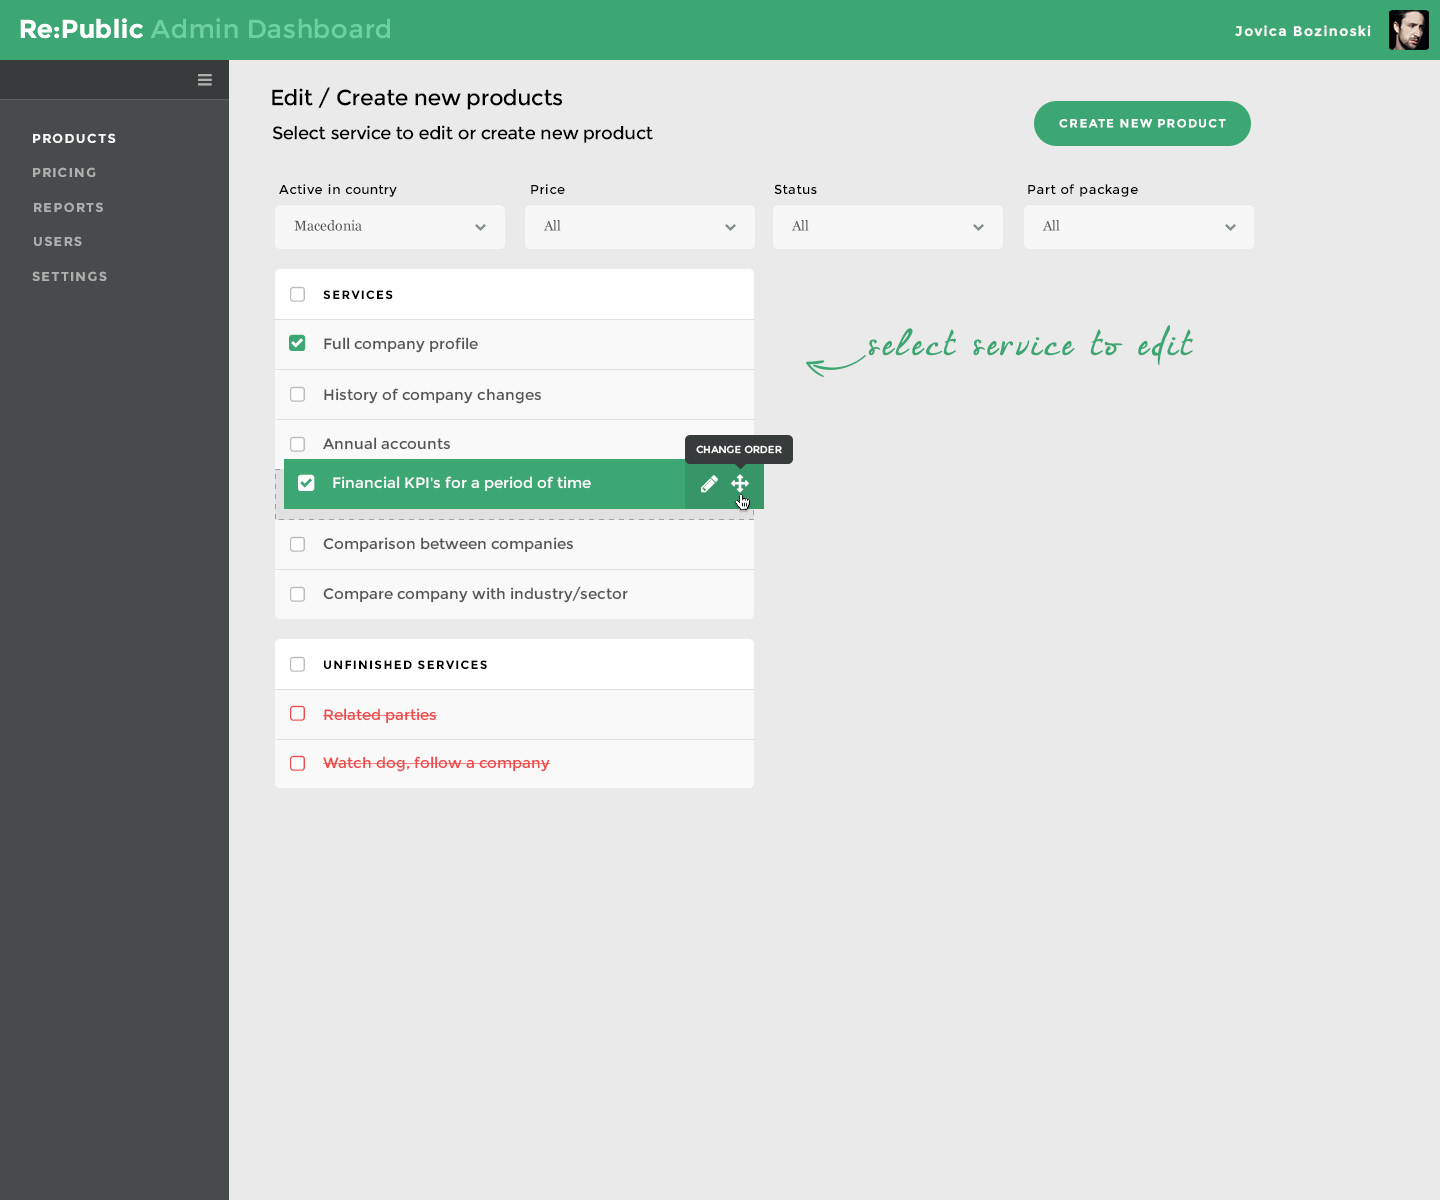 Re:Public Admin Dashboard
Jovica Bozinoski
PRODUCTS
PRICING
REPORTS
USERS
SETTINGS
Edit / Create new products
Select service to edit or create new product
CREATE NEW PRODUCT
Active in country
Price
Status
Part of package
Macedonia
All
All
All
SERVICES
Full company profile
History of company changes
Annual accounts
CHANGE ORDER
Financial KPI's for a period of time
Comparison between companies
Compare company with industry/sector
select service to edit
UNFINISHED SERVICES
Related parties
Watch dog, follow a company